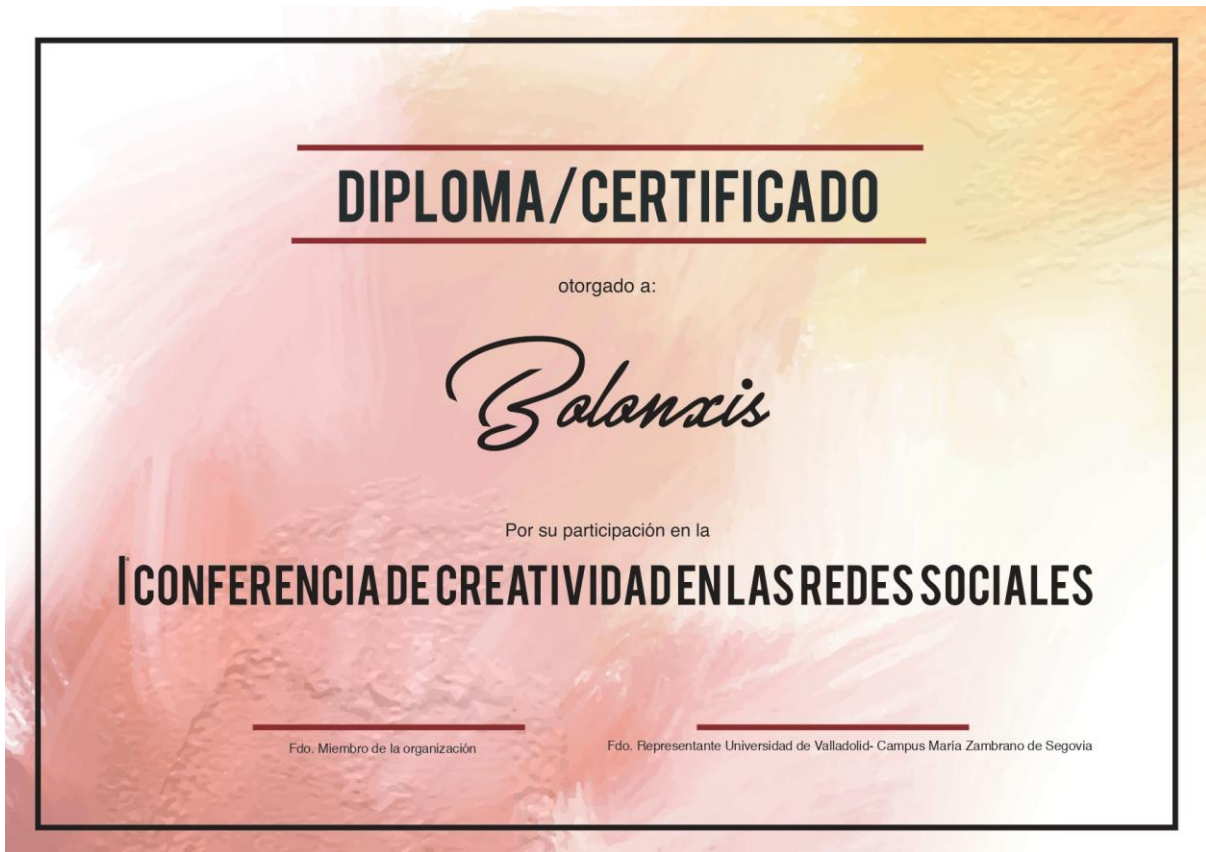 DIPLOMA/CERTIFICADO
otorgado a:
Bolonxis
Por su participación en la
Iª CONFERENCIA DE CREATIVIDAD EN LAS REDES SOCIALES
Fdo. Miembro de la organización
Fdo. Representante Universidad de Valladolid- Campus María Zambrano de Segovia